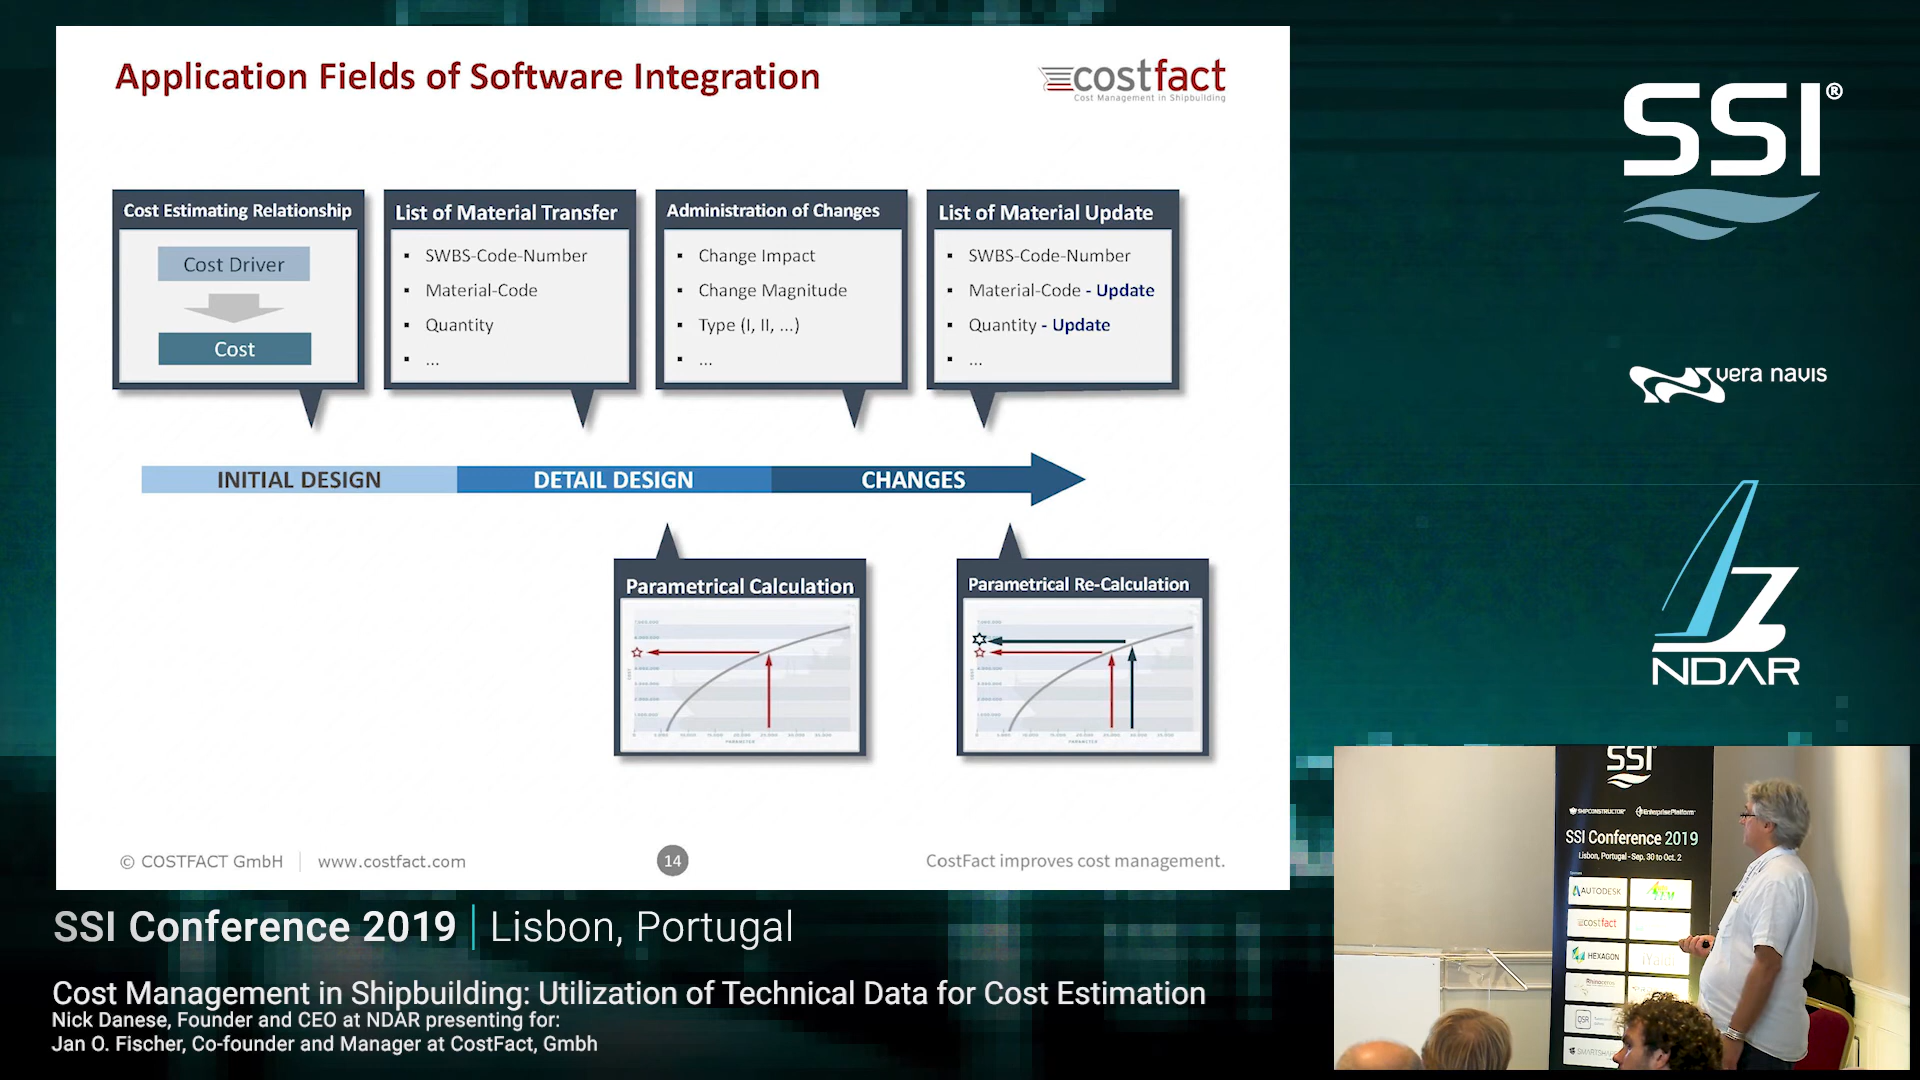 Application Fields of Software Integration
costfact
Cost Management in Shipbuilding
Cost Estimating Relationship
Cost Driver
Cost
List of Material Transfer
▪ SWBS-Code-Number
▪ Material-Code
▪ Quantity
▪ ...
Administration of Changes
▪ Change Impact
▪ Change Magnitude
▪ Type (I, II, ...)
▪ ...
List of Material Update
▪ SWBS-Code-Number
▪ Material-Code - Update
▪ Quantity - Update
▪ ...
INITIAL DESIGN
DETAIL DESIGN
CHANGES
Parametrical Calculation
PARAMETER
Parametrical Re-Calculation
PARAMETER
© COSTFACT GmbH
www.costfact.com
14
CostFact improves cost management.
SSI®
vera navis
NDAR
SSI
SHIPCONSTRUCTOR
EnterprisePlatform
SSI Conference 2019
Lisbon, Portugal - Sep. 30 to Oct. 2
AUTODESK
costfact
HEXAGON
SSI Conference 2019 | Lisbon, Portugal
Cost Management in Shipbuilding: Utilization of Technical Data for Cost Estimation
Nick Danese, Founder and CEO at NDAR presenting for:
Jan O. Fischer, Co-founder and Manager at CostFact, Gmbh